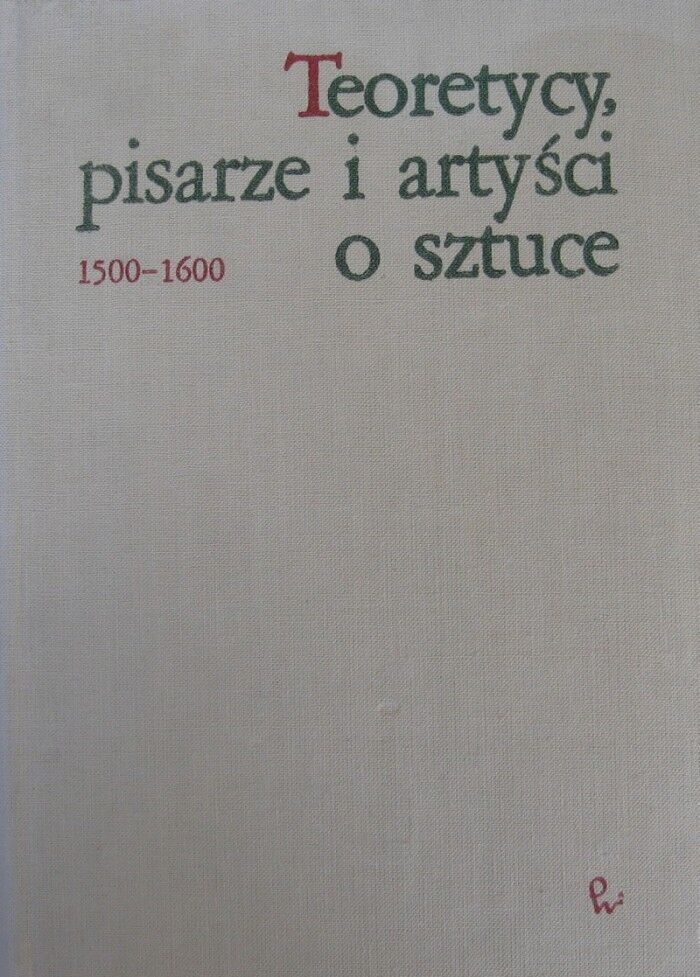 Teoretycy,
pisarze i artyści
1500–1600 o sztuce